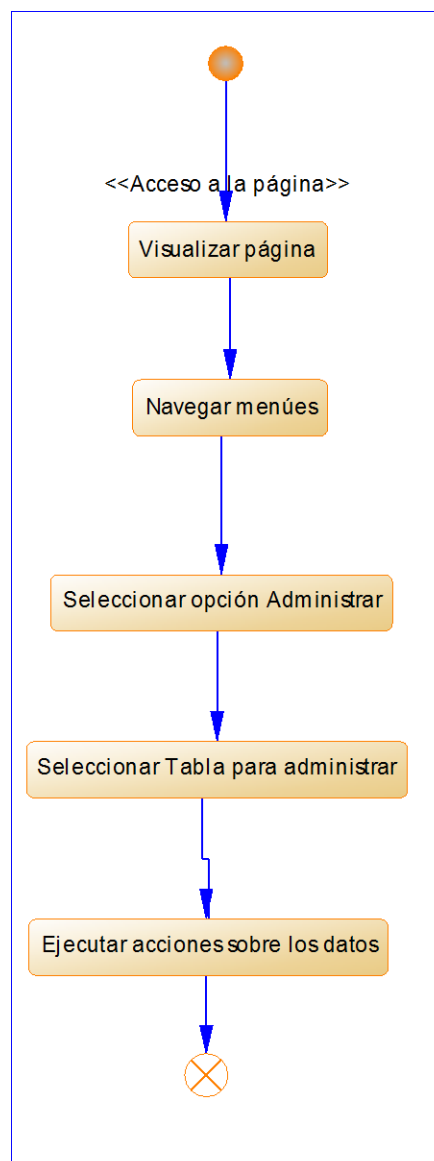 <<Acceso a la página>>
Visualizar página
Navegar menúes
Seleccionar opción Administrar
Seleccionar Tabla para administrar
Ejecutar acciones sobre los datos